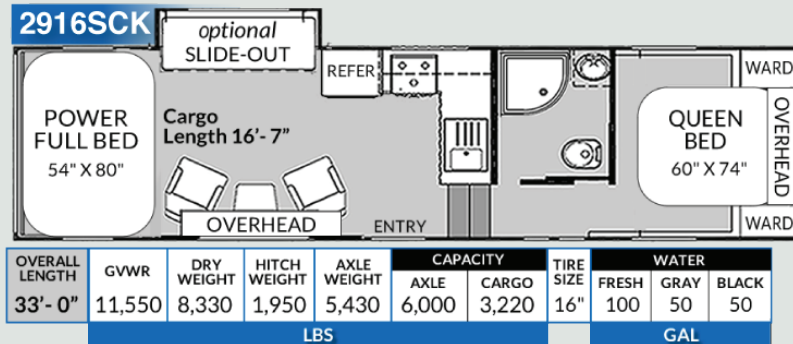 2916SCK
optional
SLIDE-OUT
REFER
WARD
POWER
FULL BED
54" X 80"
Cargo
Length 16'- 7"
QUEEN
BED
60" X 74"
OVERHEAD
OVERHEAD
ENTRY
WARD
OVERALL
LENGTH
33'- 0"
GVWR
11,550
DRY
WEIGHT
8,330
HITCH
WEIGHT
1,950
AXLE
WEIGHT
5,430
CAPACITY
AXLE
6,000
CARGO
3,220
TIRE
SIZE
16"
WATER
FRESH
100
GRAY
50
BLACK
50
LBS
GAL